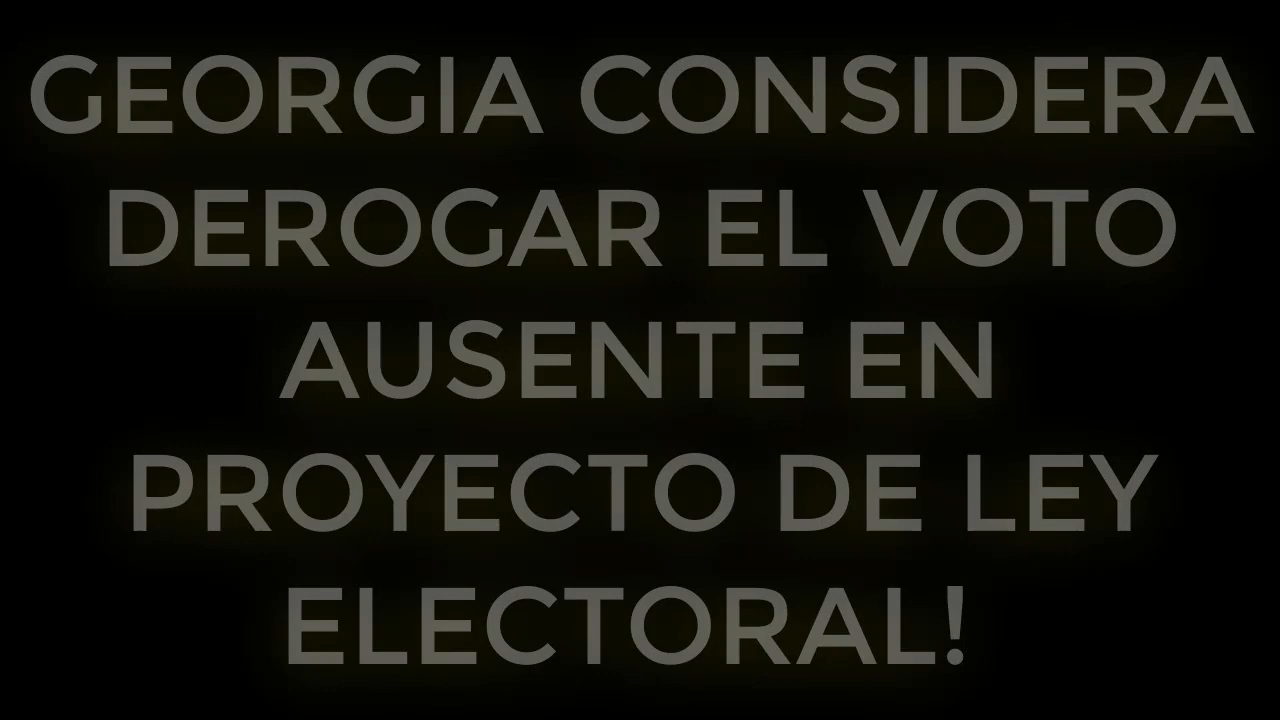 GEORGIA CONSIDERA
DEROGAR EL VOTO
AUSENTE EN
PROYECTO DE LEY
ELECTORAL!